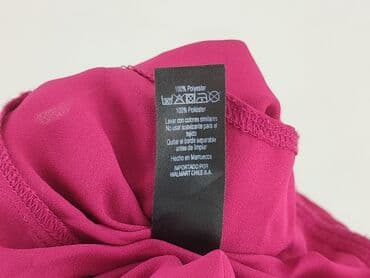 100% Polyester
100% Poliéster
Lavar con colores similares
No usar suavizante para el
tejido
Quitar el borde separable
antes de limpiar
Hecho en Marruecos
IMPORTADO POR
WALMART CHILE S.A.